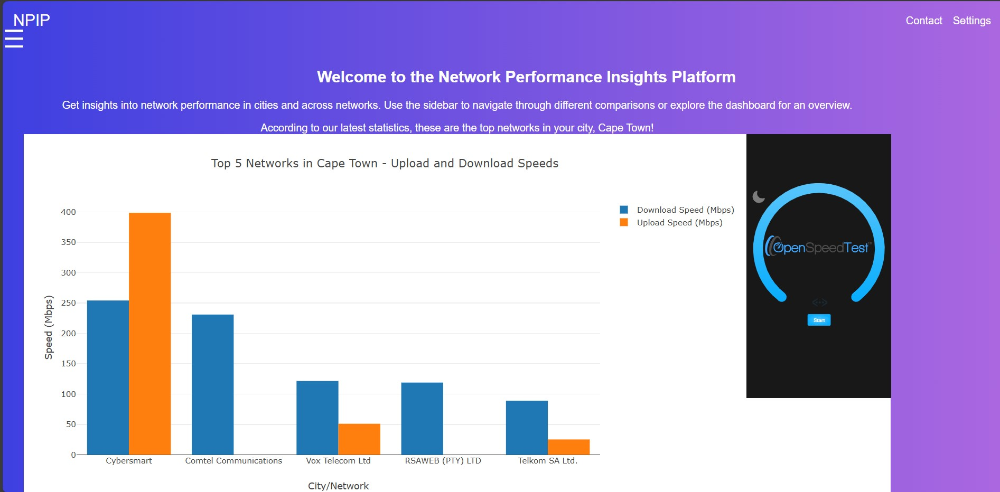 NPIP
Contact Settings
Welcome to the Network Performance Insights Platform
Get insights into network performance in cities and across networks. Use the sidebar to navigate through different comparisons or explore the dashboard for an overview.
According to our latest statistics, these are the top networks in your city, Cape Town!
Top 5 Networks in Cape Town - Upload and Download Speeds
Download Speed (Mbps)
Upload Speed (Mbps)
400
350
300
250
200
150
100
50
0
Speed (Mbps)
Cybersmart
Comtel Communications
Vox Telecom Ltd
RSAWEB (PTY) LTD
Telkom SA Ltd.
City/Network
OpenSpeedTest™
Start